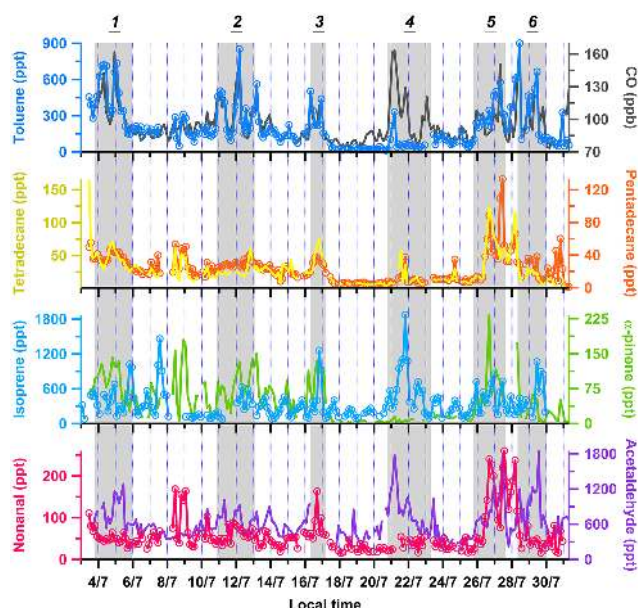 1 2 3 4 5 6
Toluene (ppt)
900
600
300
0
CO (ppb)
160
130
100
70
Tetradecane (ppt)
150
100
50
Pentadecane (ppt)
120
80
40
0
Isoprene (ppt)
1800
1200
600
0
α-pinene (ppt)
225
150
75
0
Nonanal (ppt)
200
100
0
Acetaldehyde (ppt)
1800
1200
600
0
4/7 6/7 8/7 10/7 12/7 14/7 16/7 18/7 20/7 22/7 24/7 26/7 28/7 30/7
Local time